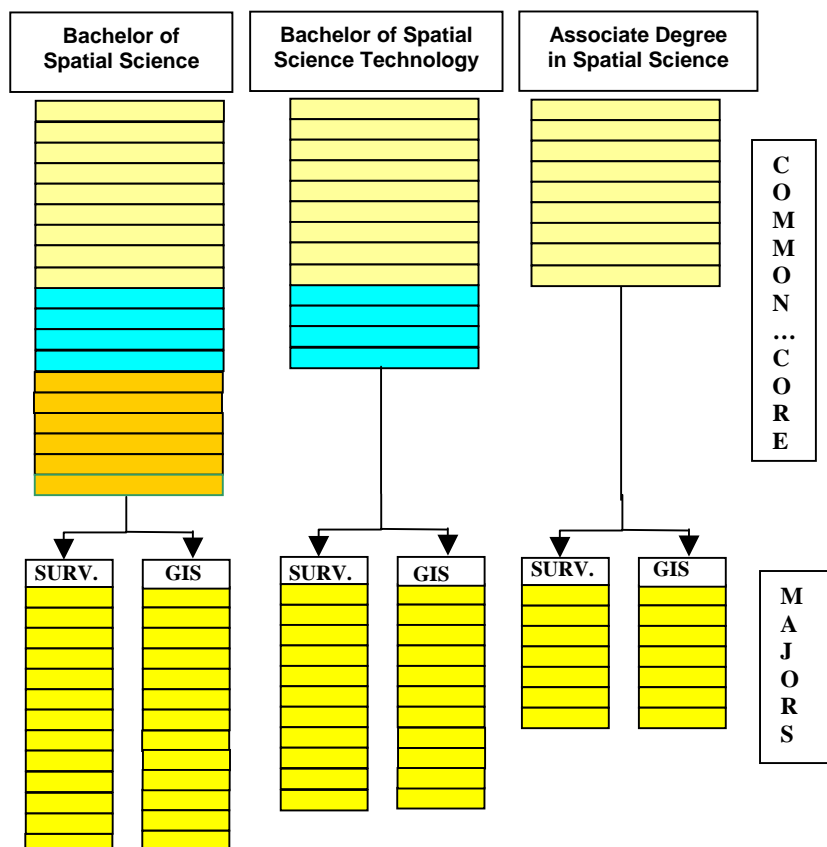 Bachelor of
Spatial Science
Bachelor of Spatial
Science Technology
Associate Degree
in Spatial Science
C
O
M
M
O
N
...
C
O
R
E
SURV.
GIS
SURV.
GIS
SURV.
GIS
M
A
J
O
R
S